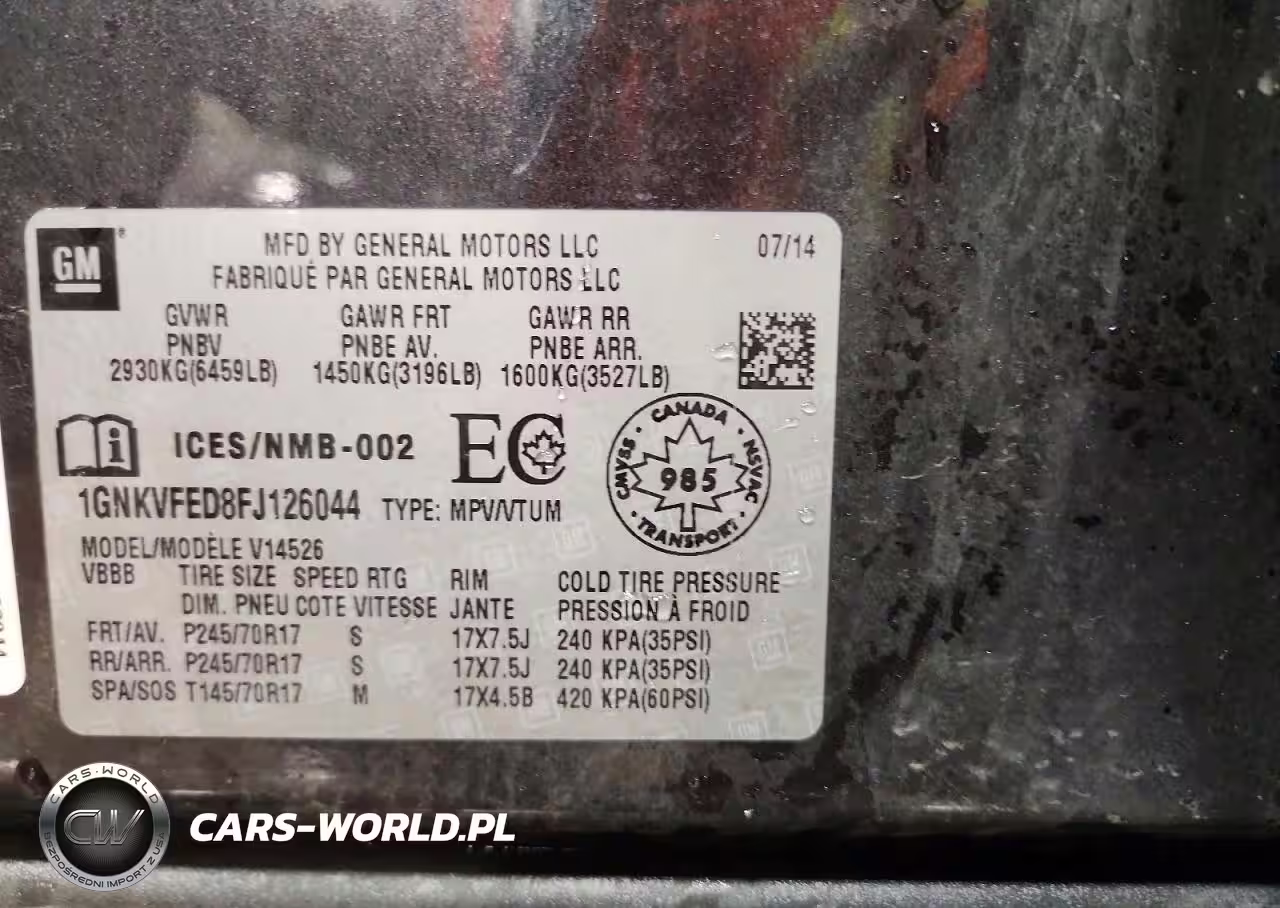 GM
MFD BY GENERAL MOTORS LLC
07/14
FABRIQUÉ PAR GENERAL MOTORS LLC
GVWR GAWR FRT GAWR RR
PNBV PNBE AV. PNBE ARR.
2930KG(6459LB) 1450KG(3196LB) 1600KG(3527LB)
ICES/NMB-002
EC
CANADA
CMVSS · NSVAC
985
TRANSPORT
1GNKVFED8FJ126044 TYPE: MPV/VTUM
MODEL/MODÈLE V14526
VBBB TIRE SIZE SPEED RTG RIM COLD TIRE PRESSURE
DIM. PNEU COTE VITESSE JANTE PRESSION À FROID
FRT/AV. P245/70R17 S 17X7.5J 240 KPA(35PSI)
RR/ARR. P245/70R17 S 17X7.5J 240 KPA(35PSI)
SPA/SOS T145/70R17 M 17X4.5B 420 KPA(60PSI)
CARS-WORLD
CW
BEZPOŚREDNI IMPORT Z USA
CARS-WORLD.PL